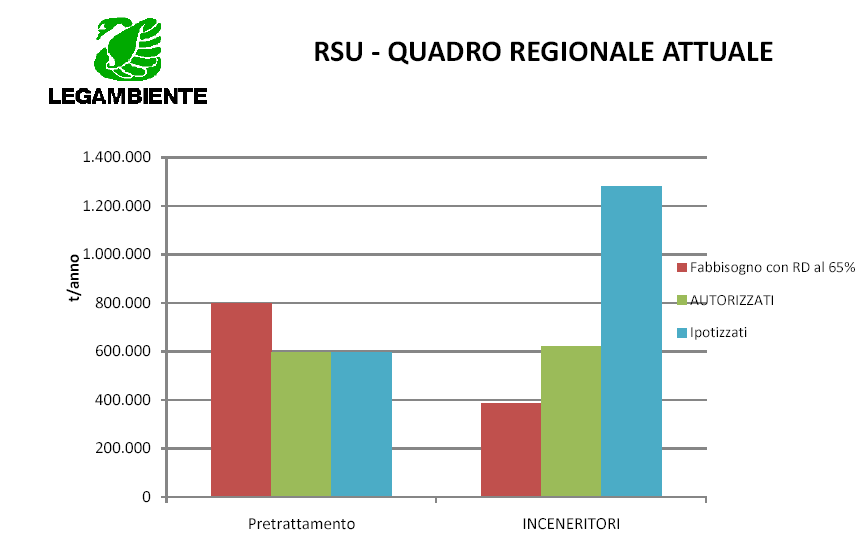 LEGAMBIENTE
RSU - QUADRO REGIONALE ATTUALE
t/anno
1.400.000
1.200.000
1.000.000
800.000
600.000
400.000
200.000
0
Pretrattamento
INCENERITORI
Fabbisogno con RD al 65%
AUTORIZZATI
Ipotizzati